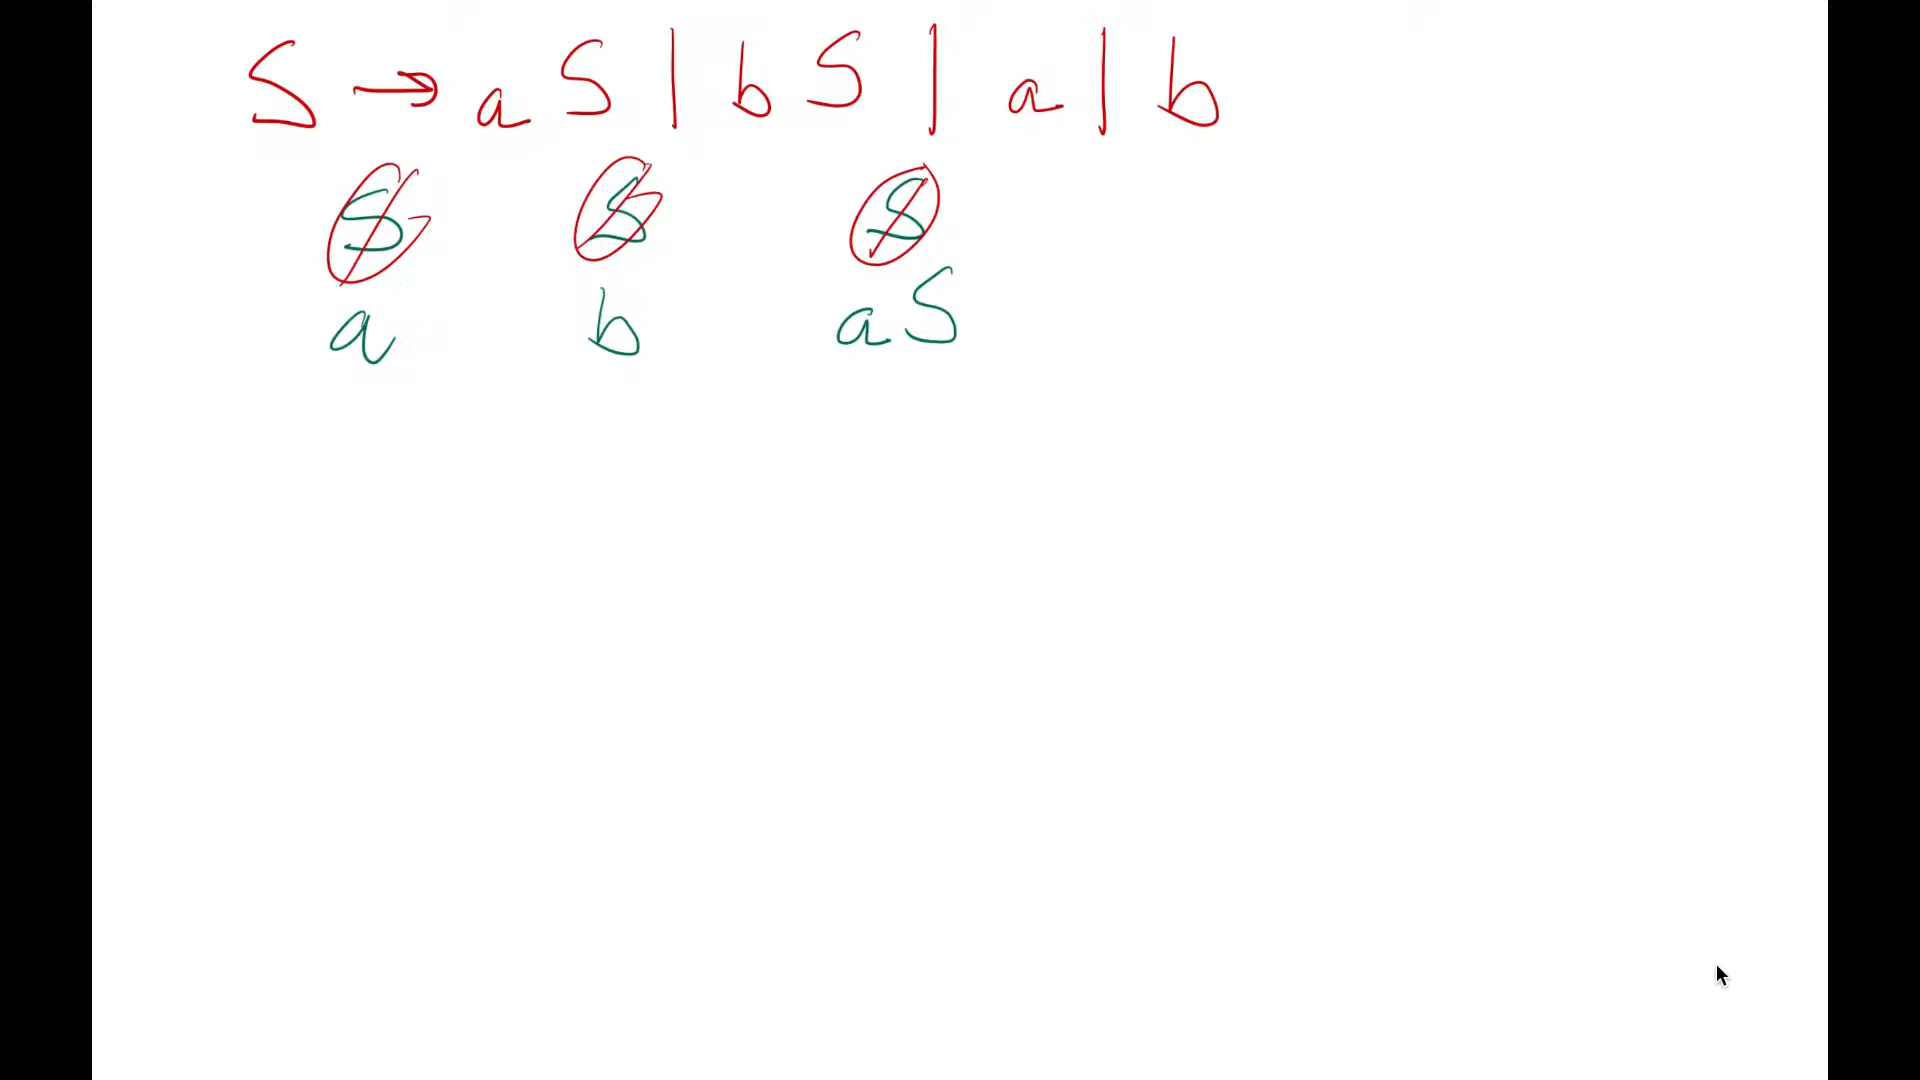 S → aS | bS | a | b
S S S
a b aS